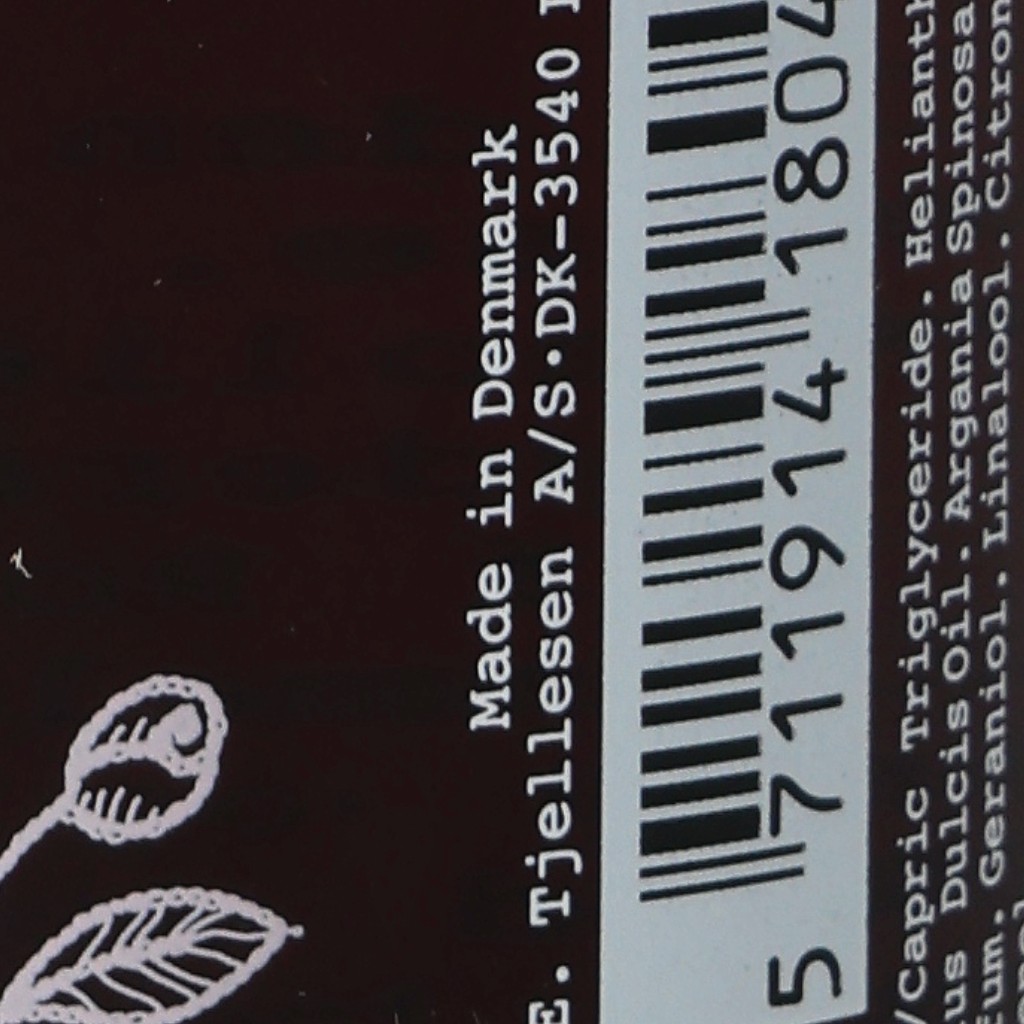 Made in Denmark
E. Tjellesen A/S·DK-3540
5 711914 1804
/Capric Triglyceride. Helianth
us Dulcis Oil. Argania Spinosa
um. Geraniol. Linalool. Citron